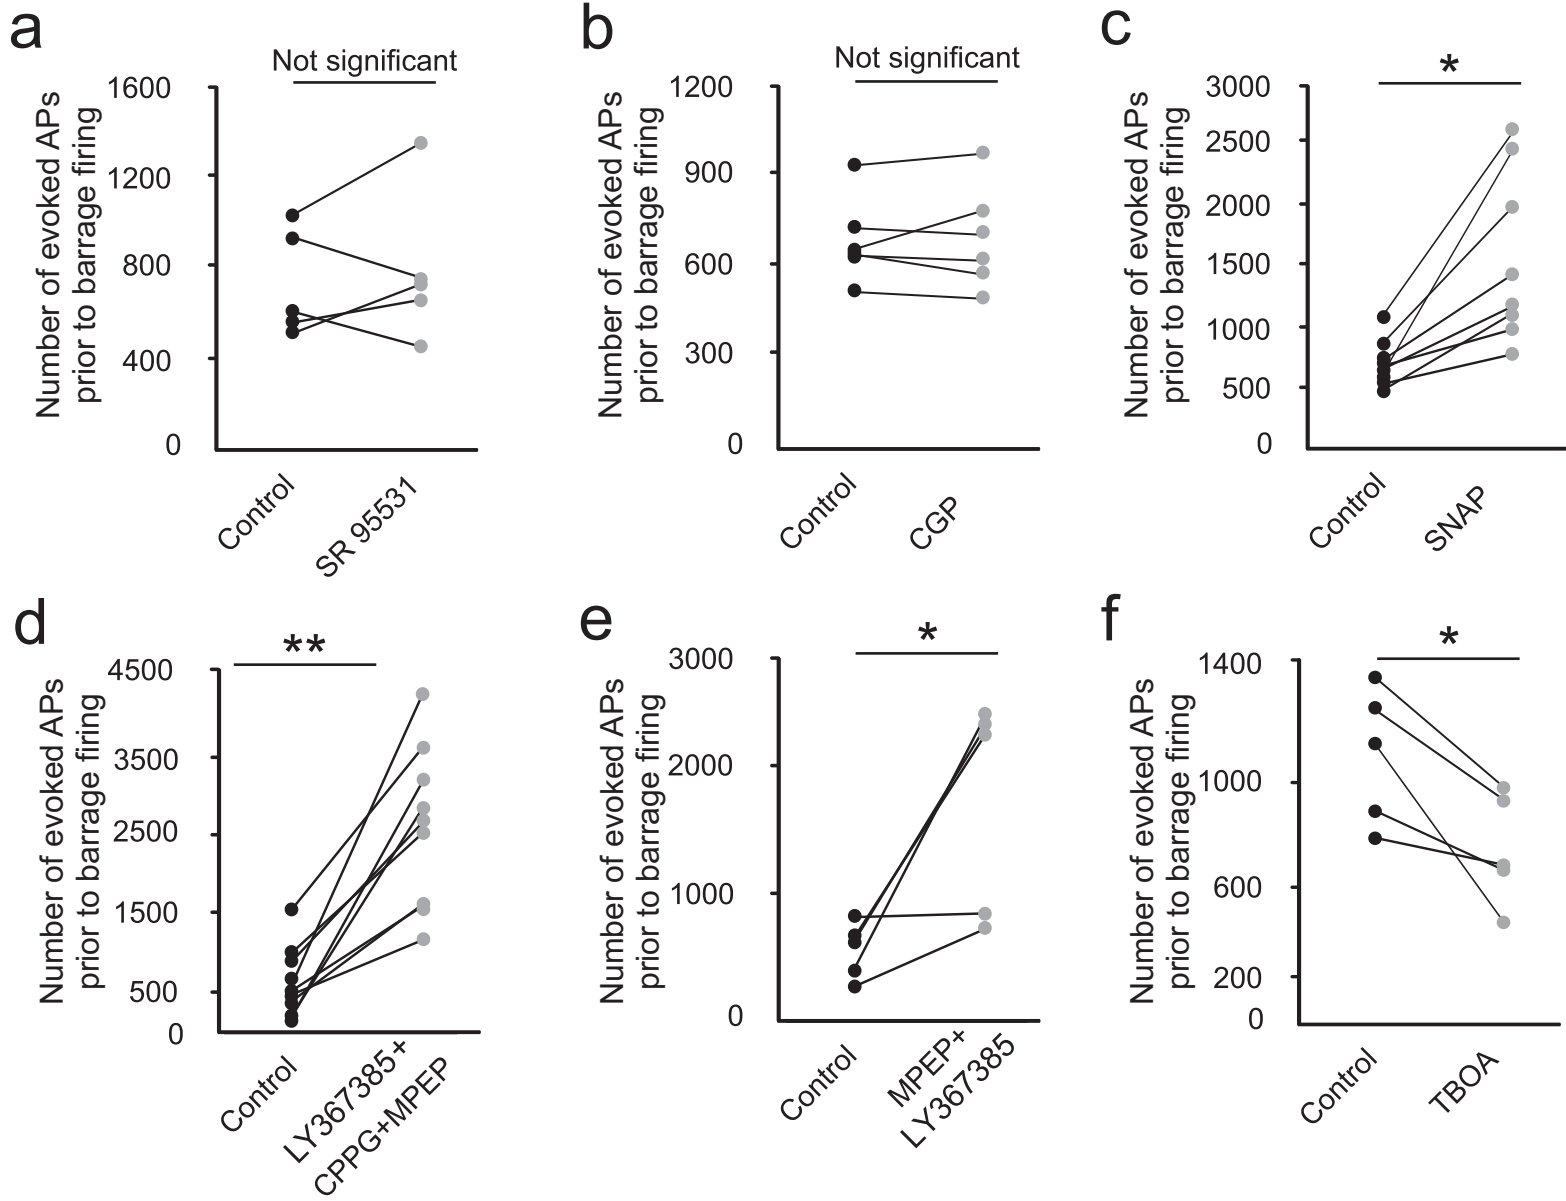 a
Not significant
Number of evoked APs
prior to barrage firing
1600
1200
800
400
0
Control
SR 95531
b
Not significant
Number of evoked APs
prior to barrage firing
1200
900
600
300
0
Control
CGP
c
*
Number of evoked APs
prior to barrage firing
3000
2500
2000
1500
1000
500
0
Control
SNAP
d
**
Number of evoked APs
prior to barrage firing
4500
3500
2500
1500
500
0
Control
LY367385+
CPPG+MPEP
e
*
Number of evoked APs
prior to barrage firing
3000
2000
1000
0
Control
MPEP+
LY367385
f
*
Number of evoked APs
prior to barrage firing
1400
1000
600
200
0
Control
TBOA